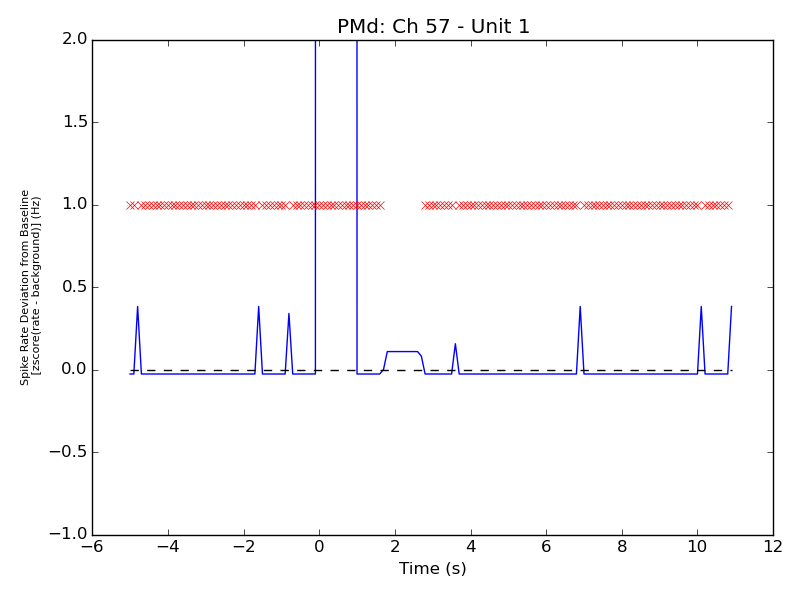 PMd: Ch 57 - Unit 1
2.0
1.5
1.0
0.5
0.0
−0.5
−1.0
Spike Rate Deviation from Baseline
[zscore(rate - background)] (Hz)
−6 −4 −2 0 2 4 6 8 10 12
Time (s)